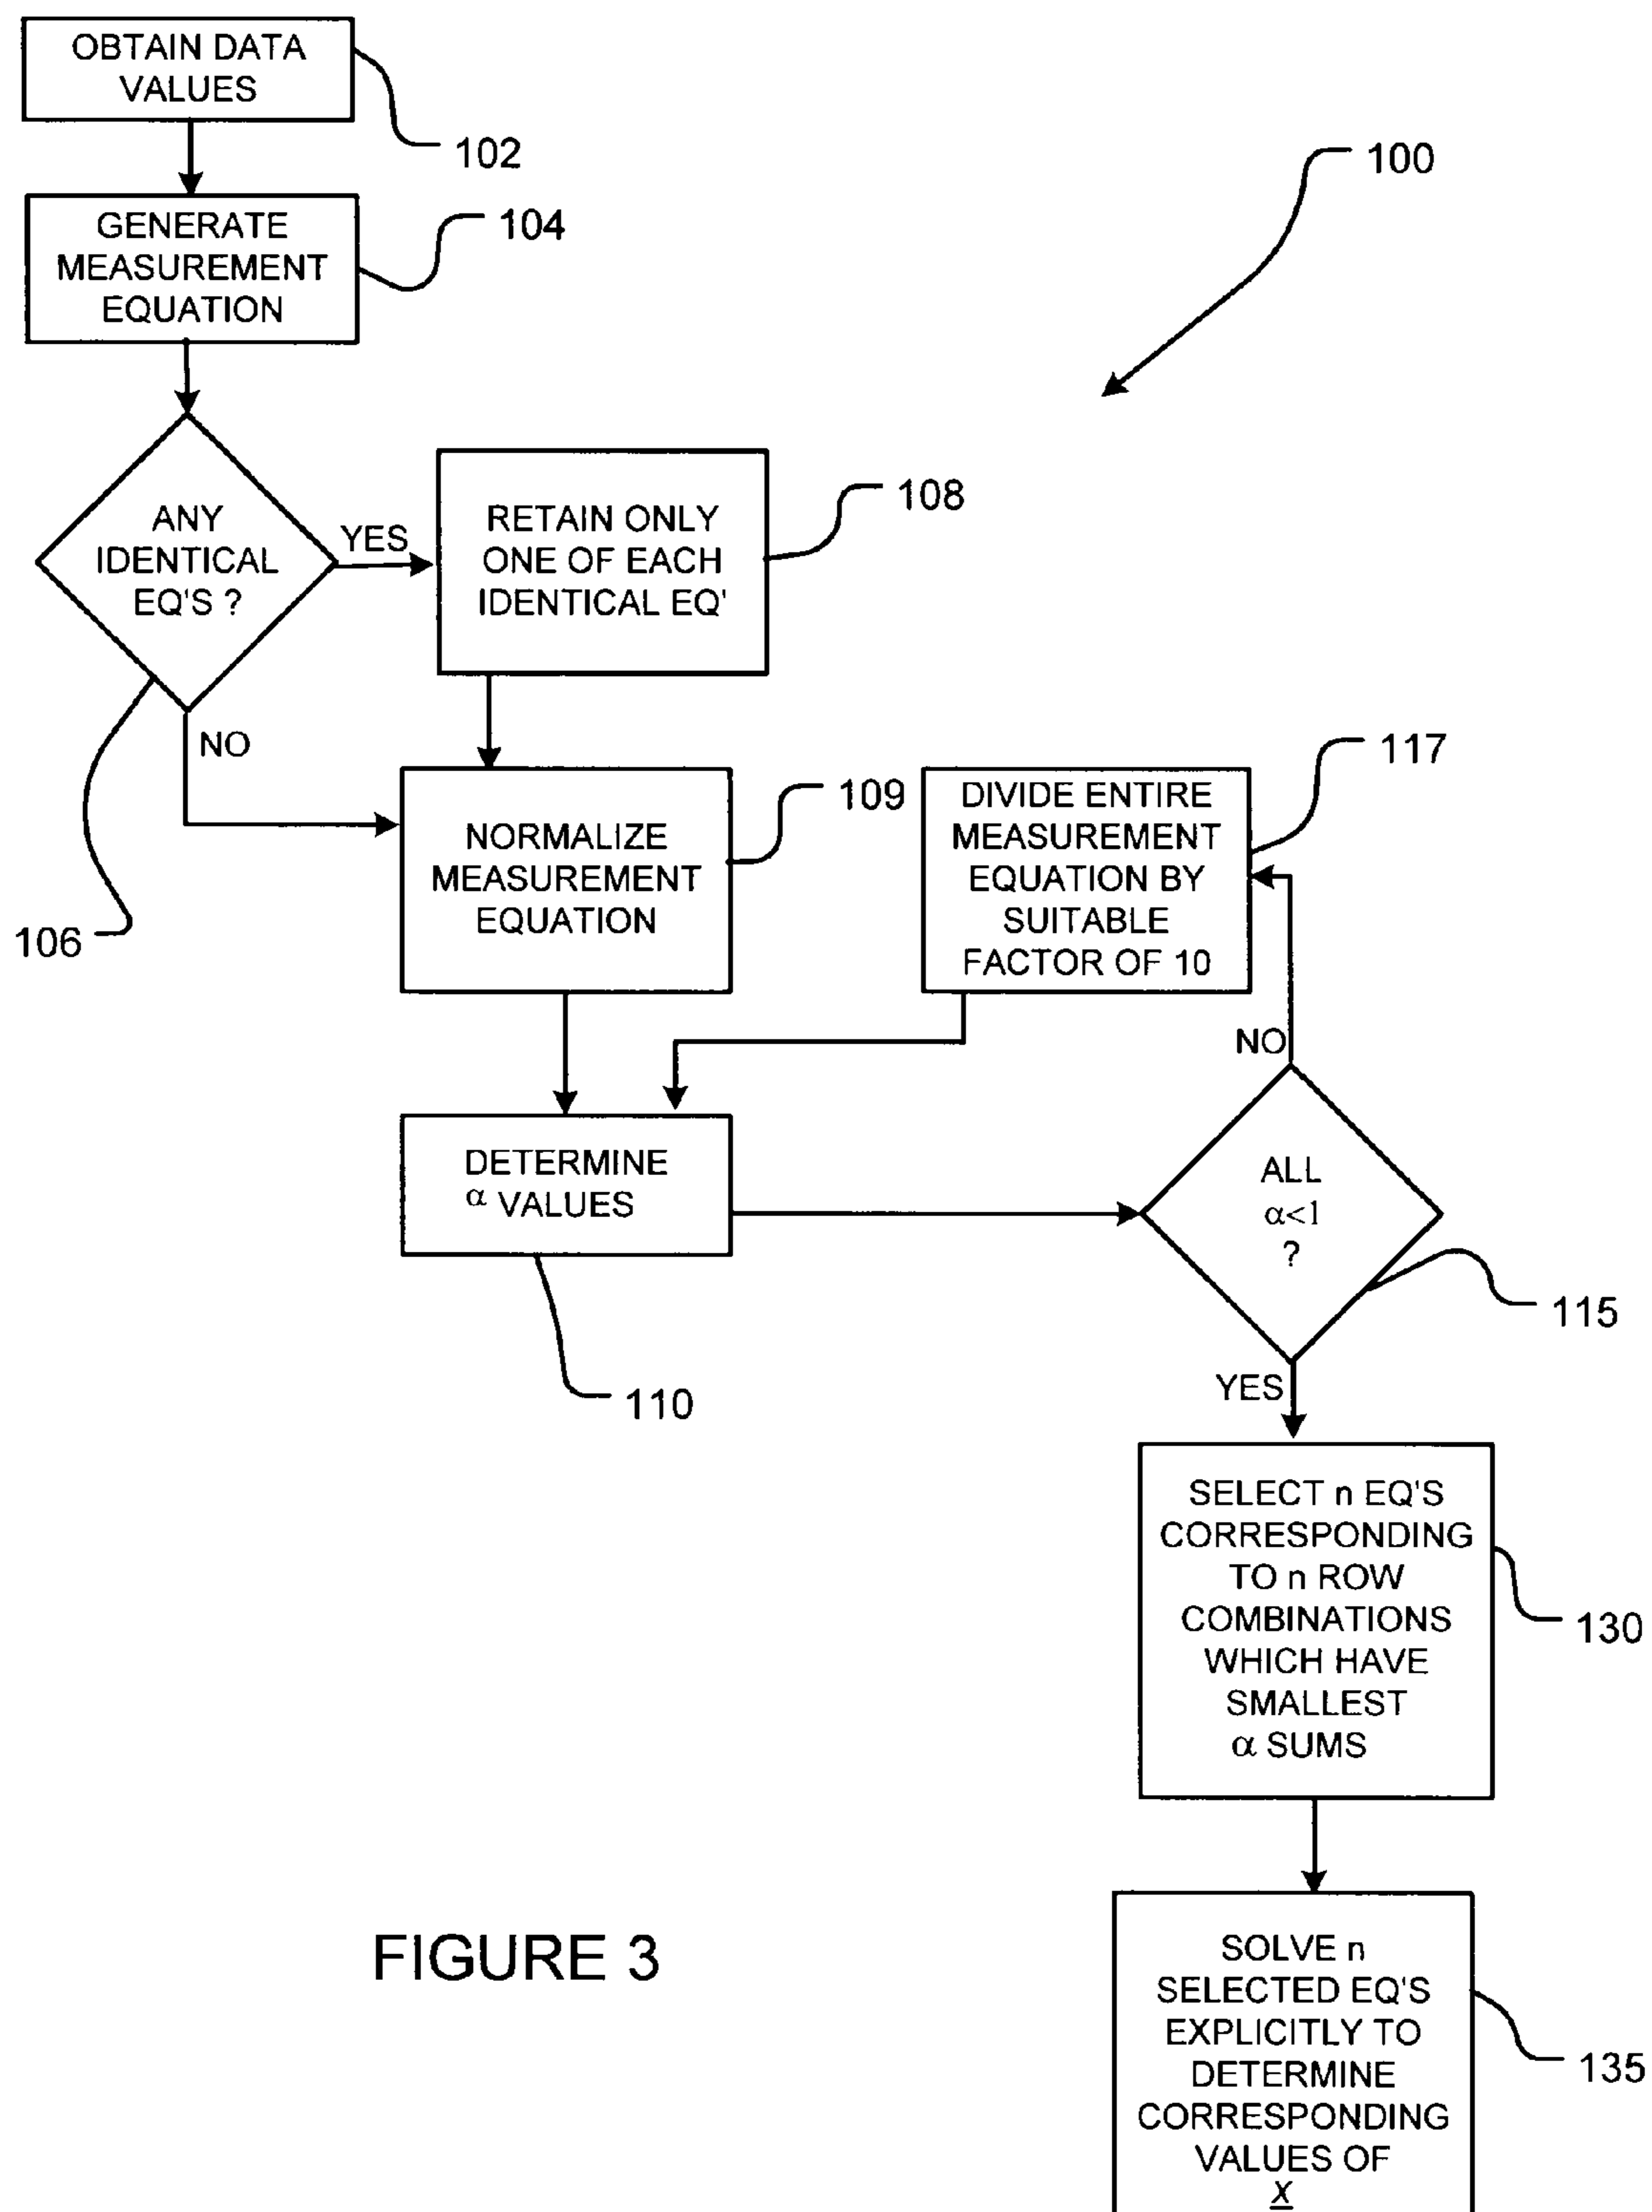 OBTAIN DATA
VALUES
102
100
GENERATE
MEASUREMENT
EQUATION
104
ANY
IDENTICAL
EQ'S ?
YES
NO
106
RETAIN ONLY
ONE OF EACH
IDENTICAL EQ'
108
NORMALIZE
MEASUREMENT
EQUATION
109
DIVIDE ENTIRE
MEASUREMENT
EQUATION BY
SUITABLE
FACTOR OF 10
117
NO
DETERMINE
α VALUES
110
ALL
α<1
?
115
YES
SELECT n EQ'S
CORRESPONDING
TO n ROW
COMBINATIONS
WHICH HAVE
SMALLEST
α SUMS
130
SOLVE n
SELECTED EQ'S
EXPLICITLY TO
DETERMINE
CORRESPONDING
VALUES OF
x
135
FIGURE 3